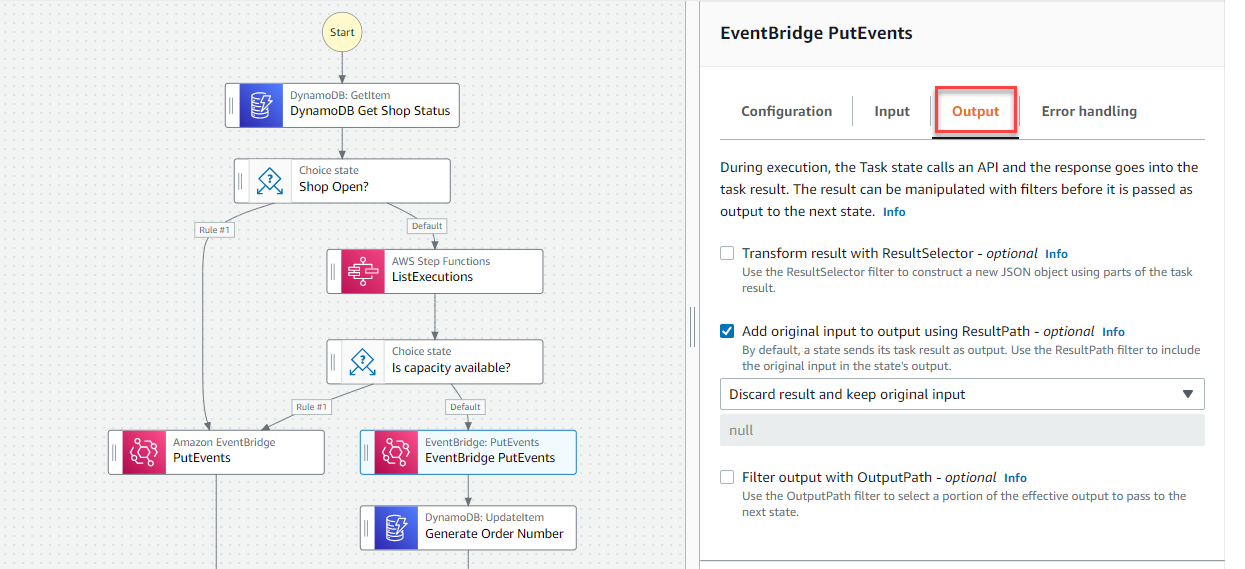 Start
DynamoDB: GetItem
DynamoDB Get Shop Status
Choice state
Shop Open?
Rule #1
Default
AWS Step Functions
ListExecutions
Choice state
Is capacity available?
Rule #1
Default
Amazon EventBridge
PutEvents
EventBridge: PutEvents
EventBridge PutEvents
DynamoDB: UpdateItem
Generate Order Number
EventBridge PutEvents
Configuration
Input
Output
Error handling
During execution, the Task state calls an API and the response goes into the
task result. The result can be manipulated with filters before it is passed as
output to the next state. Info
Transform result with ResultSelector - optional Info
Use the ResultSelector filter to construct a new JSON object using parts of the task
result.
Add original input to output using ResultPath - optional Info
By default, a state sends its task result as output. Use the ResultPath filter to include
the original input in the state's output.
Discard result and keep original input
null
Filter output with OutputPath - optional Info
Use the OutputPath filter to select a portion of the effective output to pass to the
next state.